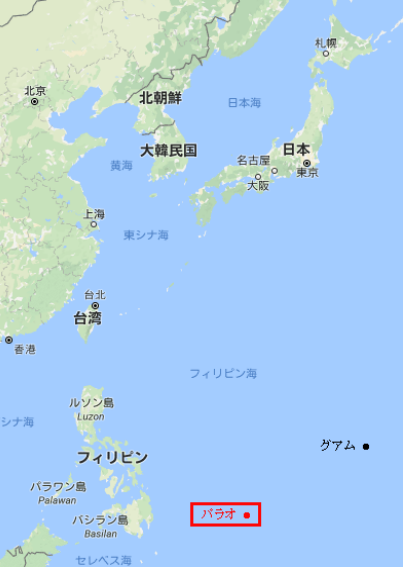 札幌
北京
北朝鮮
日本海
大韓民国
日本
名古屋
黄海
東京
大阪
上海
東シナ海
台北
台湾
香港
フィリピン海
ルソン島
Luzon
シナ海
グアム
フィリピン
パラワン島
Palawan
パラオ
バシラン島
Basilan
セレベス海